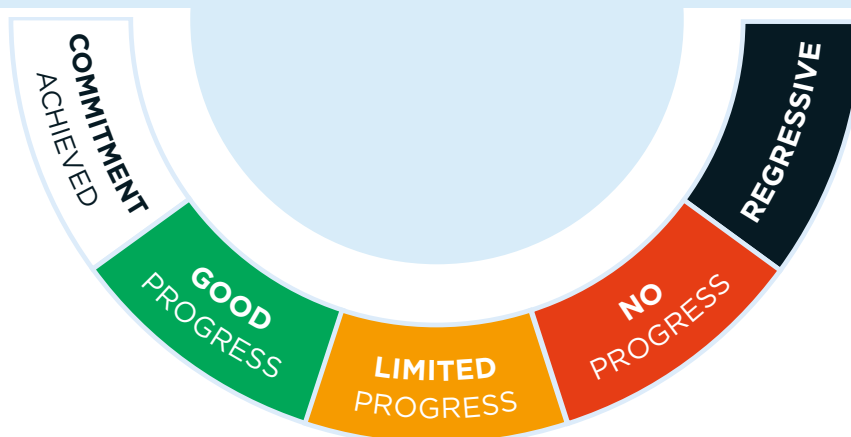 COMMITMENT
ACHIEVED
GOOD
PROGRESS
LIMITED
PROGRESS
NO
PROGRESS
REGRESSIVE